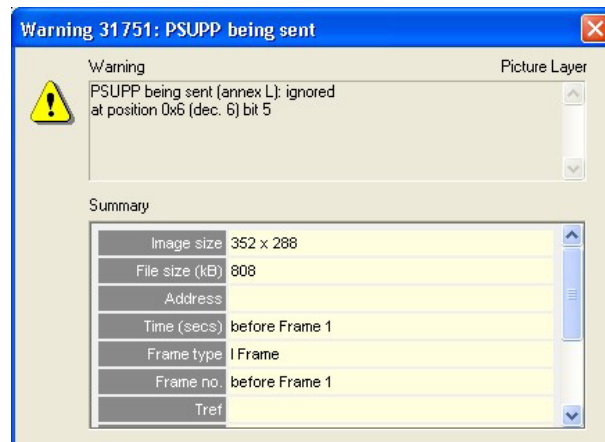 Warning 31751: PSUPP being sent
Warning Picture Layer
PSUPP being sent (annex L): ignored
at position 0x6 (dec. 6) bit 5
Summary
Image size 352 x 288
File size (kB) 808
Address
Time (secs) before Frame 1
Frame type I Frame
Frame no. before Frame 1
Tref